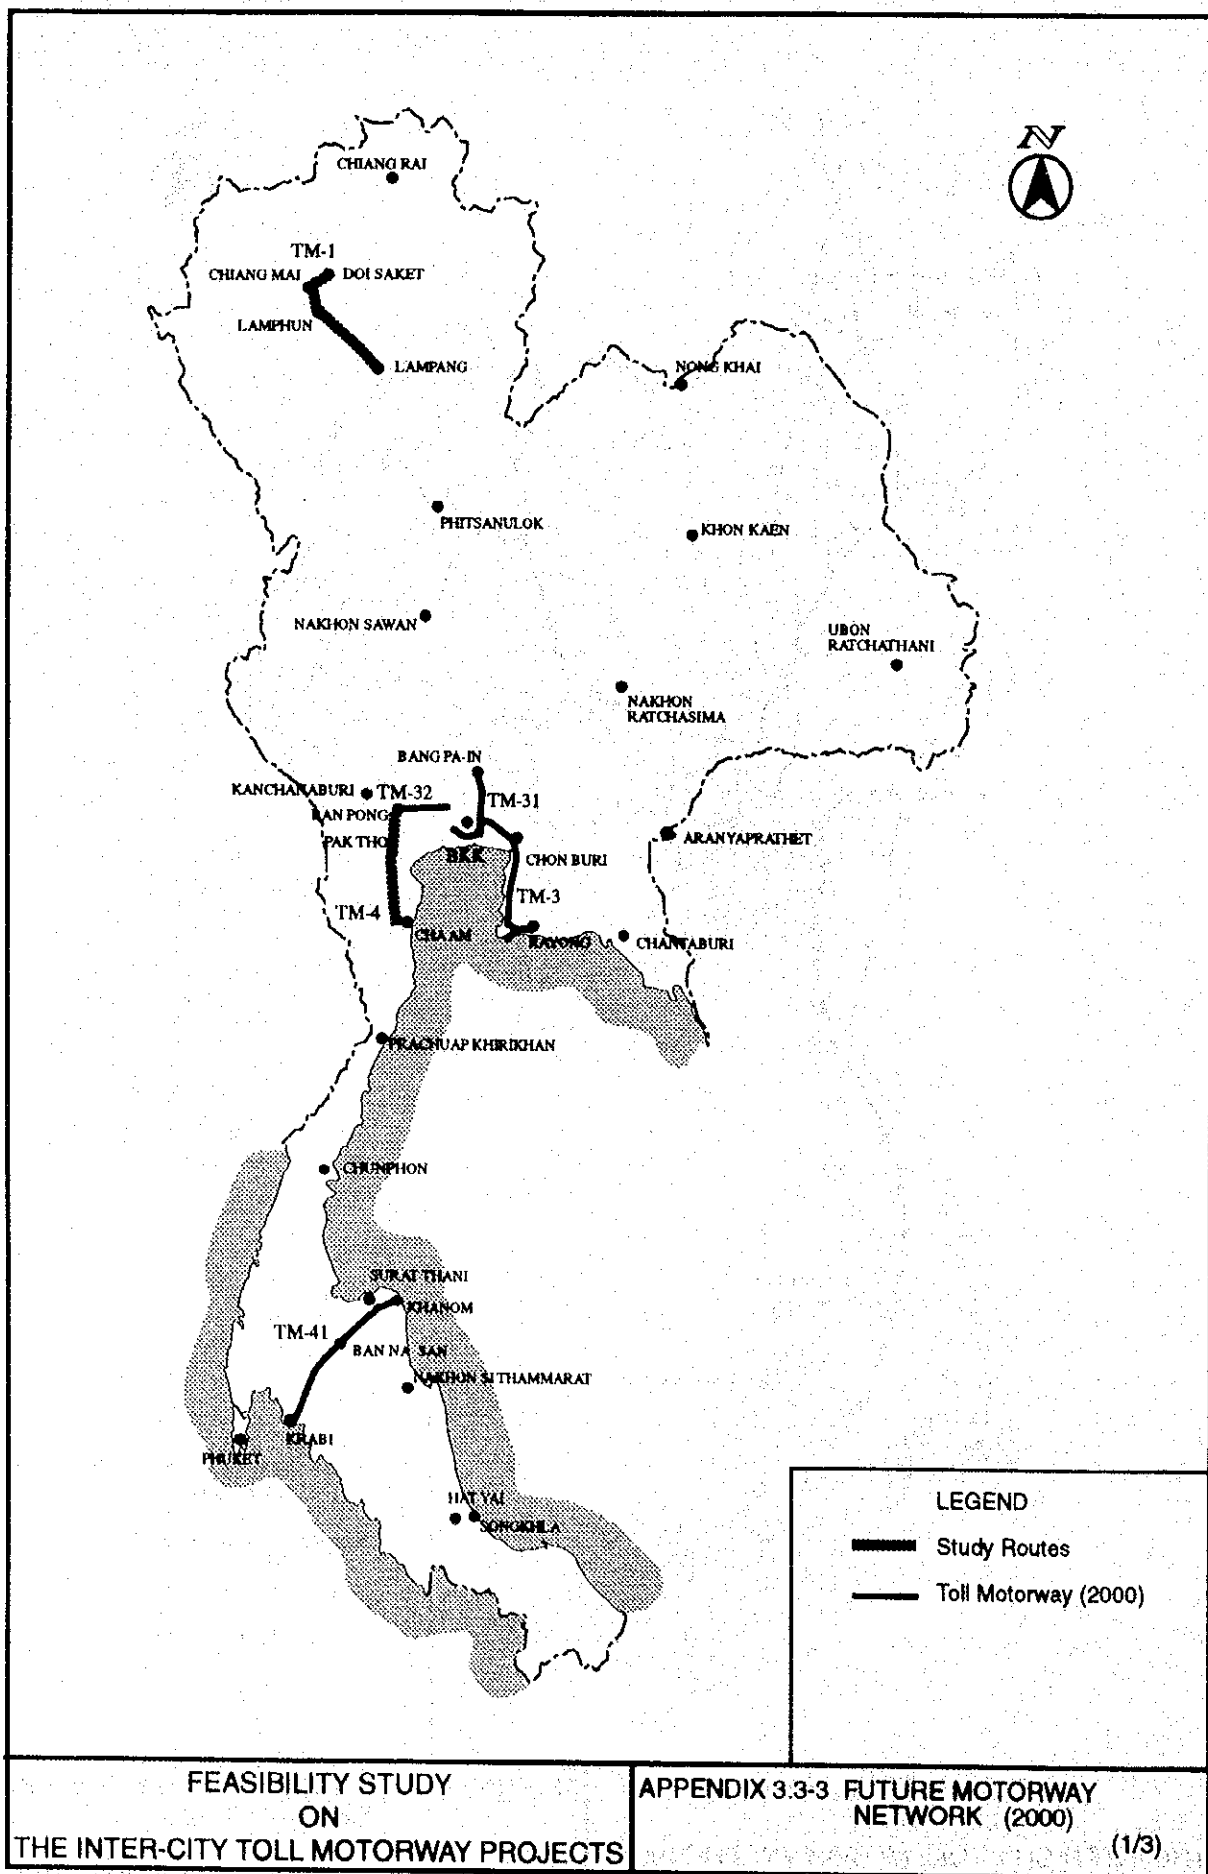 N
CHIANG RAI
TM-1
CHIANG MAI
DOI SAKET
LAMPHUN
LAMPANG
NONG KHAI
PHITSANULOK
KHON KAEN
NAKHON SAWAN
UBON
RATCHATHANI
NAKHON
RATCHASIMA
BANG PA-IN
KANCHANABURI
TM-32
TM-31
BAN PONG
PAK THO
BKK
CHON BURI
ARANYAPRATHET
TM-3
TM-4
CHA AM
RAYONG
CHANTABURI
PRACHUAP KHIRIKHAN
CHUNPHON
SURAT THANI
KHANOM
TM-41
BAN NA SAN
NAKHON SI THAMMARAT
KRABI
PHUKET
HAT YAI
SONGKHLA
LEGEND
Study Routes
Toll Motorway (2000)
FEASIBILITY STUDY
ON
THE INTER-CITY TOLL MOTORWAY PROJECTS
APPENDIX 3.3-3 FUTURE MOTORWAY
NETWORK (2000)
(1/3)